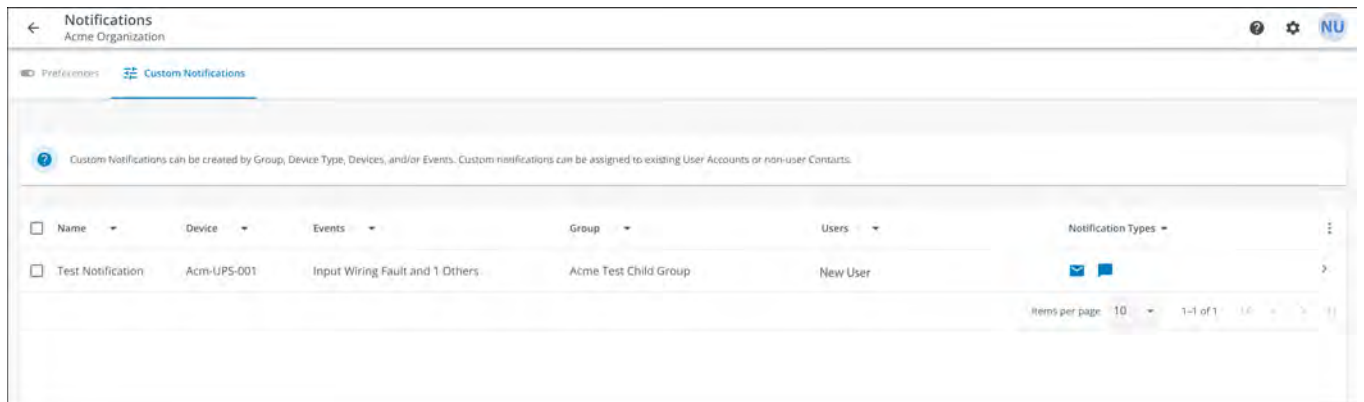 Notifications
Acme Organization
NU
Preferences Custom Notifications
Custom Notifications can be created by Group, Device Type, Devices, and/or Events. Custom notifications can be assigned to existing User Accounts or non-user Contacts.
Name Device Events Group Users Notification Types
Test Notification Acm-UPS-001 Input Wiring Fault and 1 Others Acme Test Child Group New User
Items per page 10 1–1 of 1